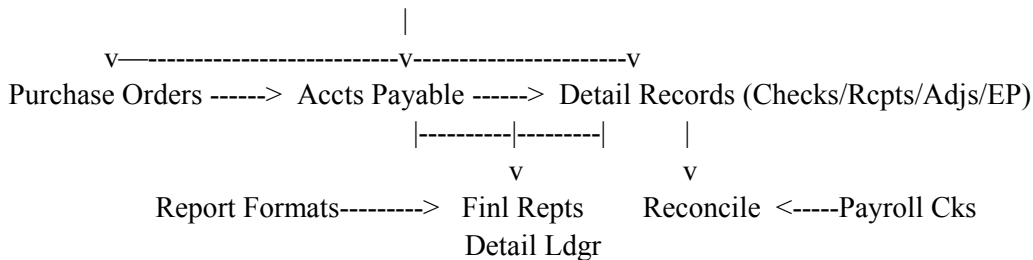 |
v—---------------------------v----------------------v
Purchase Orders ------> Accts Payable ------> Detail Records (Checks/Rcpts/Adjs/EP)
|----------|---------| |
v v
Report Formats---------> Finl Repts Reconcile <-----Payroll Cks
Detail Ldgr